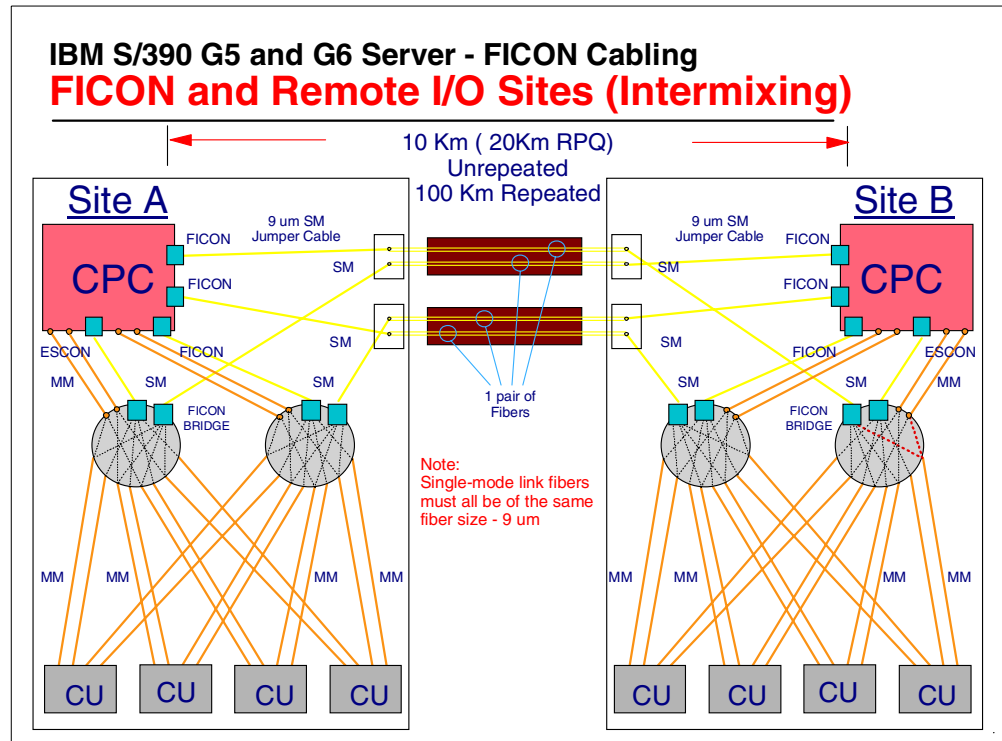 IBM S/390 G5 and G6 Server - FICON Cabling
FICON and Remote I/O Sites (Intermixing)
10 Km ( 20Km RPQ)
Unrepeated
100 Km Repeated
Site A
9 um SM
Jumper Cable
FICON
CPC
FICON
SM
SM
ESCON
FICON
MM
SM
SM
FICON
BRIDGE
MM
MM
MM
MM
CU
CU
CU
CU
1 pair of
Fibers
Note:
Single-mode link fibers
must all be of the same
fiber size - 9 um
Site B
9 um SM
Jumper Cable
FICON
CPC
FICON
SM
SM
FICON
ESCON
SM
SM
MM
FICON
BRIDGE
MM
MM
MM
MM
CU
CU
CU
CU